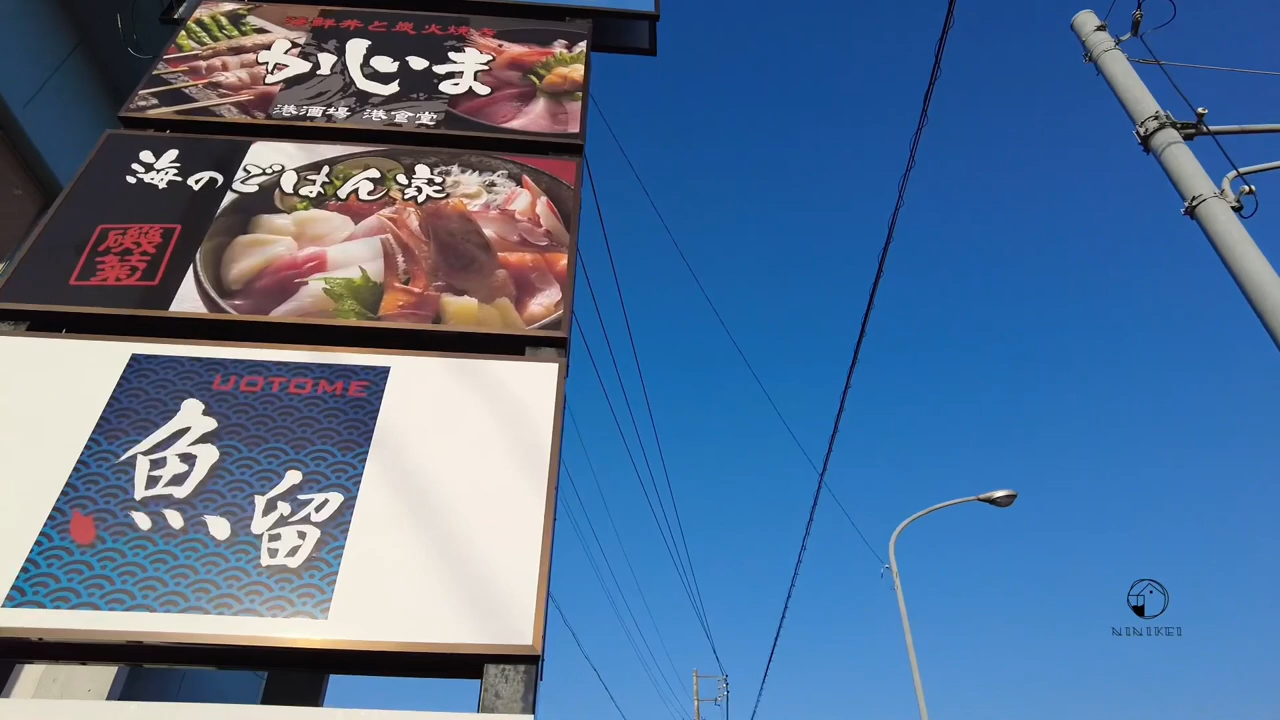 海鮮丼と炭火焼き
かじいま
港酒場 港食堂
海のごはん家
磯菊
UOTOME
魚留
NINIKEI